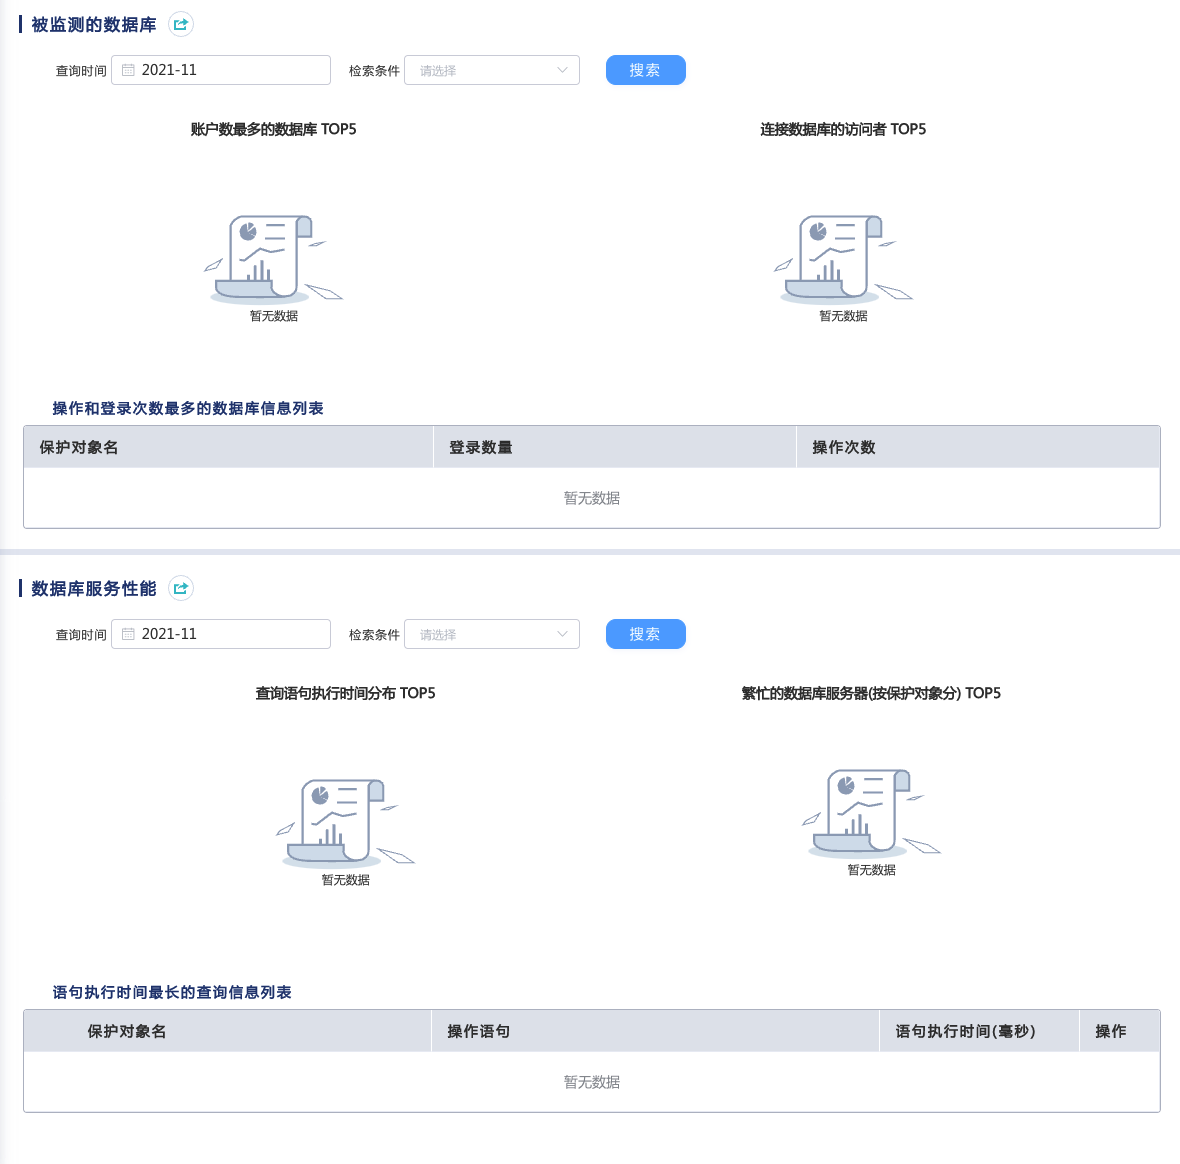 被监测的数据库
查询时间 2021-11 检索条件 请选择 搜索
账户数最多的数据库 TOP5 连接数据库的访问者 TOP5
暂无数据 暂无数据
操作和登录次数最多的数据库信息列表
保护对象名 登录数量 操作次数
暂无数据
数据库服务性能
查询时间 2021-11 检索条件 请选择 搜索
查询语句执行时间分布 TOP5 繁忙的数据库服务器(按保护对象分) TOP5
暂无数据 暂无数据
语句执行时间最长的查询信息列表
保护对象名 操作语句 语句执行时间(毫秒) 操作
暂无数据